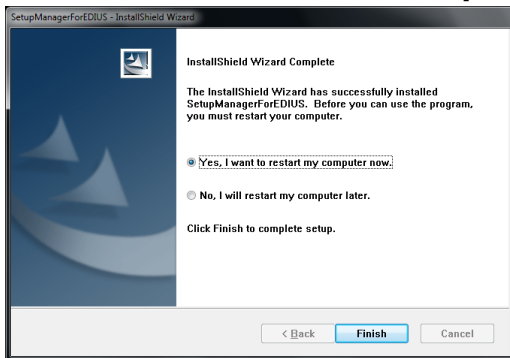 SetupManagerForEDIUS - InstallShield Wizard
InstallShield Wizard Complete
The InstallShield Wizard has successfully installed
SetupManagerForEDIUS. Before you can use the program,
you must restart your computer.
Yes, I want to restart my computer now.
No, I will restart my computer later.
Click Finish to complete setup.
< Back
Finish
Cancel